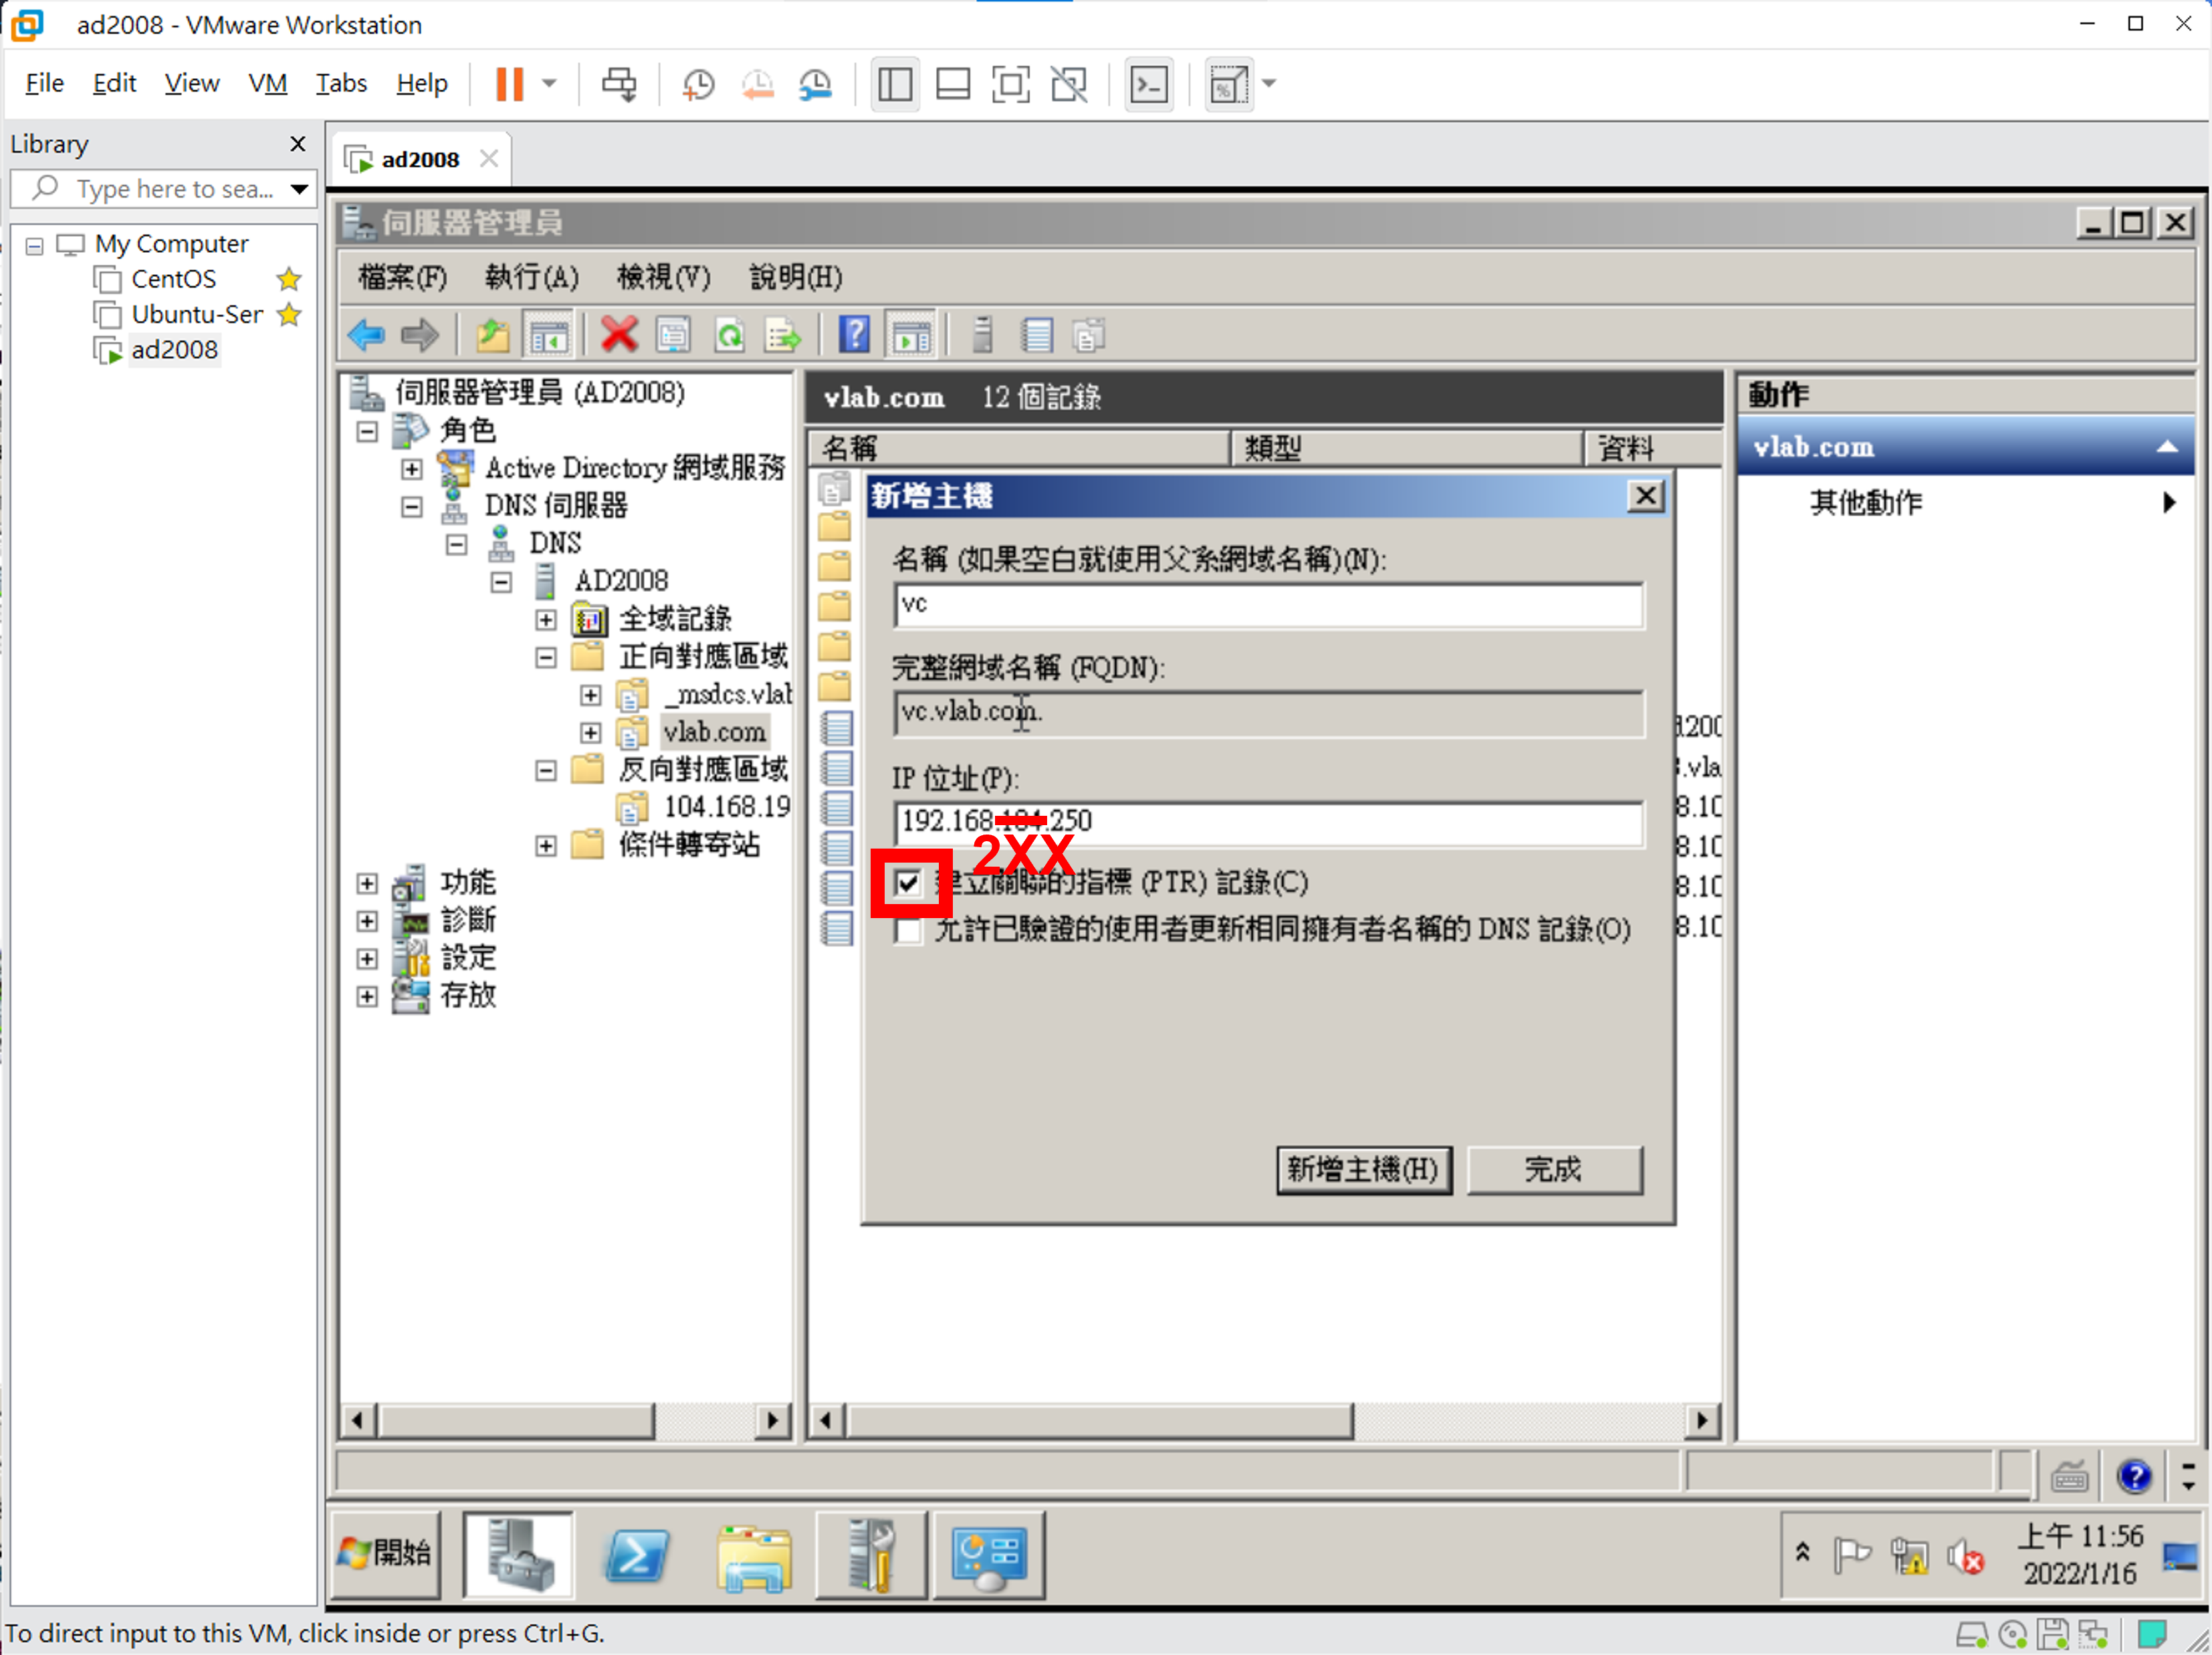 ad2008 - VMware Workstation
File Edit View VM Tabs Help
Library
ad2008
Type here to sea...
My Computer
CentOS
Ubuntu-Ser
ad2008
伺服器管理員
檔案(F) 執行(A) 檢視(V) 說明(H)
伺服器管理員 (AD2008)
角色
Active Directory 網域服務
DNS 伺服器
DNS
AD2008
全域記錄
正向對應區域
_msdcs.vlab
vlab.com
反向對應區域
104.168.19
條件轉寄站
功能
診斷
設定
存放
vlab.com 12 個記錄
名稱 類型 資料
新增主機
名稱 (如果空白就使用父系網域名稱)(N):
vc
完整網域名稱 (FQDN):
vc.vlab.com.
IP 位址(P):
192.168.104.250
2XX
建立關聯的指標 (PTR) 記錄(C)
允許已驗證的使用者更新相同擁有者名稱的 DNS 記錄(O)
新增主機(H) 完成
.vla
8.10
8.10
8.10
8.10
動作
vlab.com
其他動作
開始
上午 11:56
2022/1/16
To direct input to this VM, click inside or press Ctrl+G.